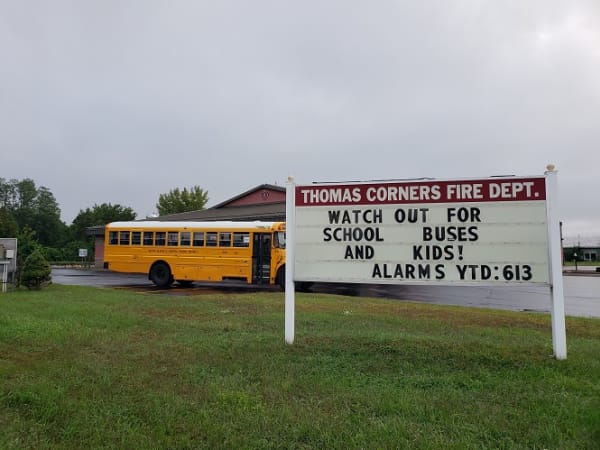 THOMAS CORNERS FIRE DEPT.
WATCH OUT FOR
SCHOOL BUSES
AND KIDS!
ALARMS YTD:613